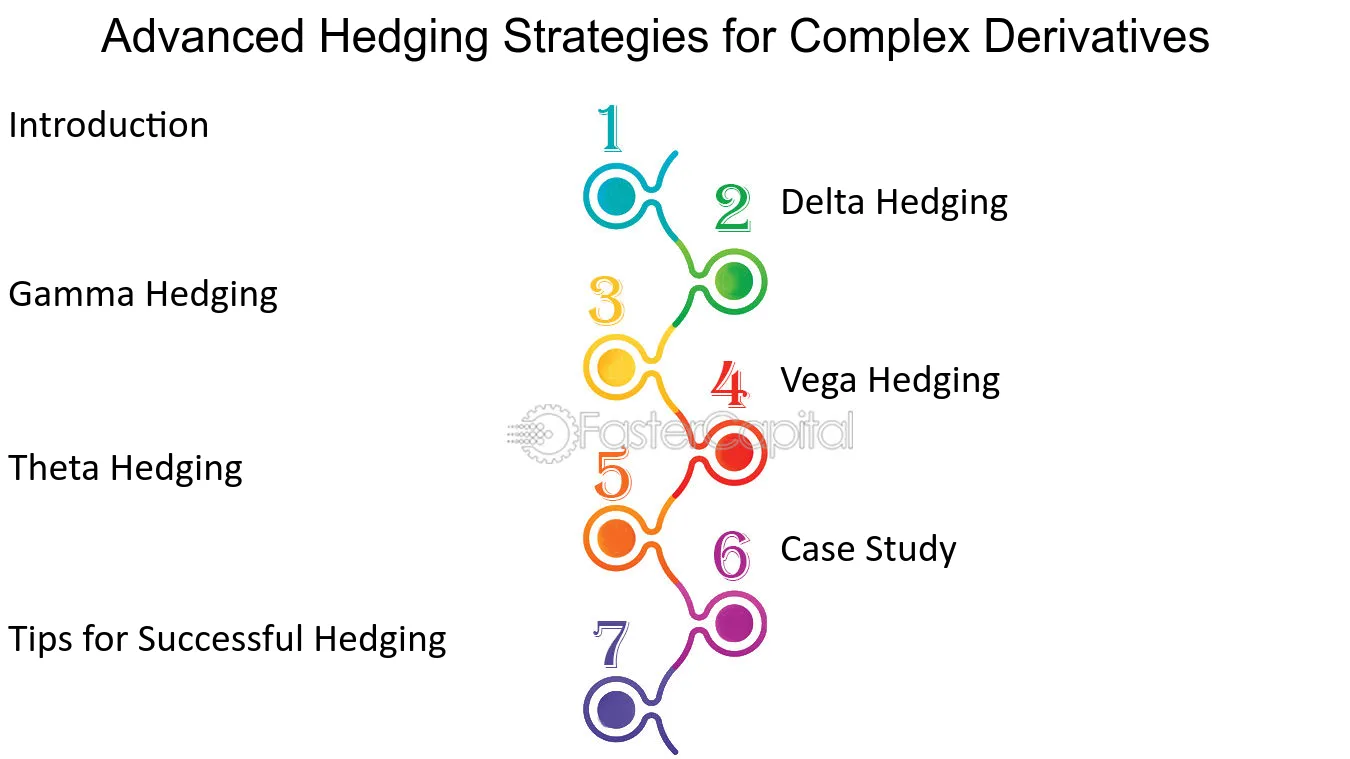 Advanced Hedging Strategies for Complex Derivatives
Introduction
1
2
Delta Hedging
Gamma Hedging
3
4
Vega Hedging
FasterCapital
Theta Hedging
5
6
Case Study
Tips for Successful Hedging
7